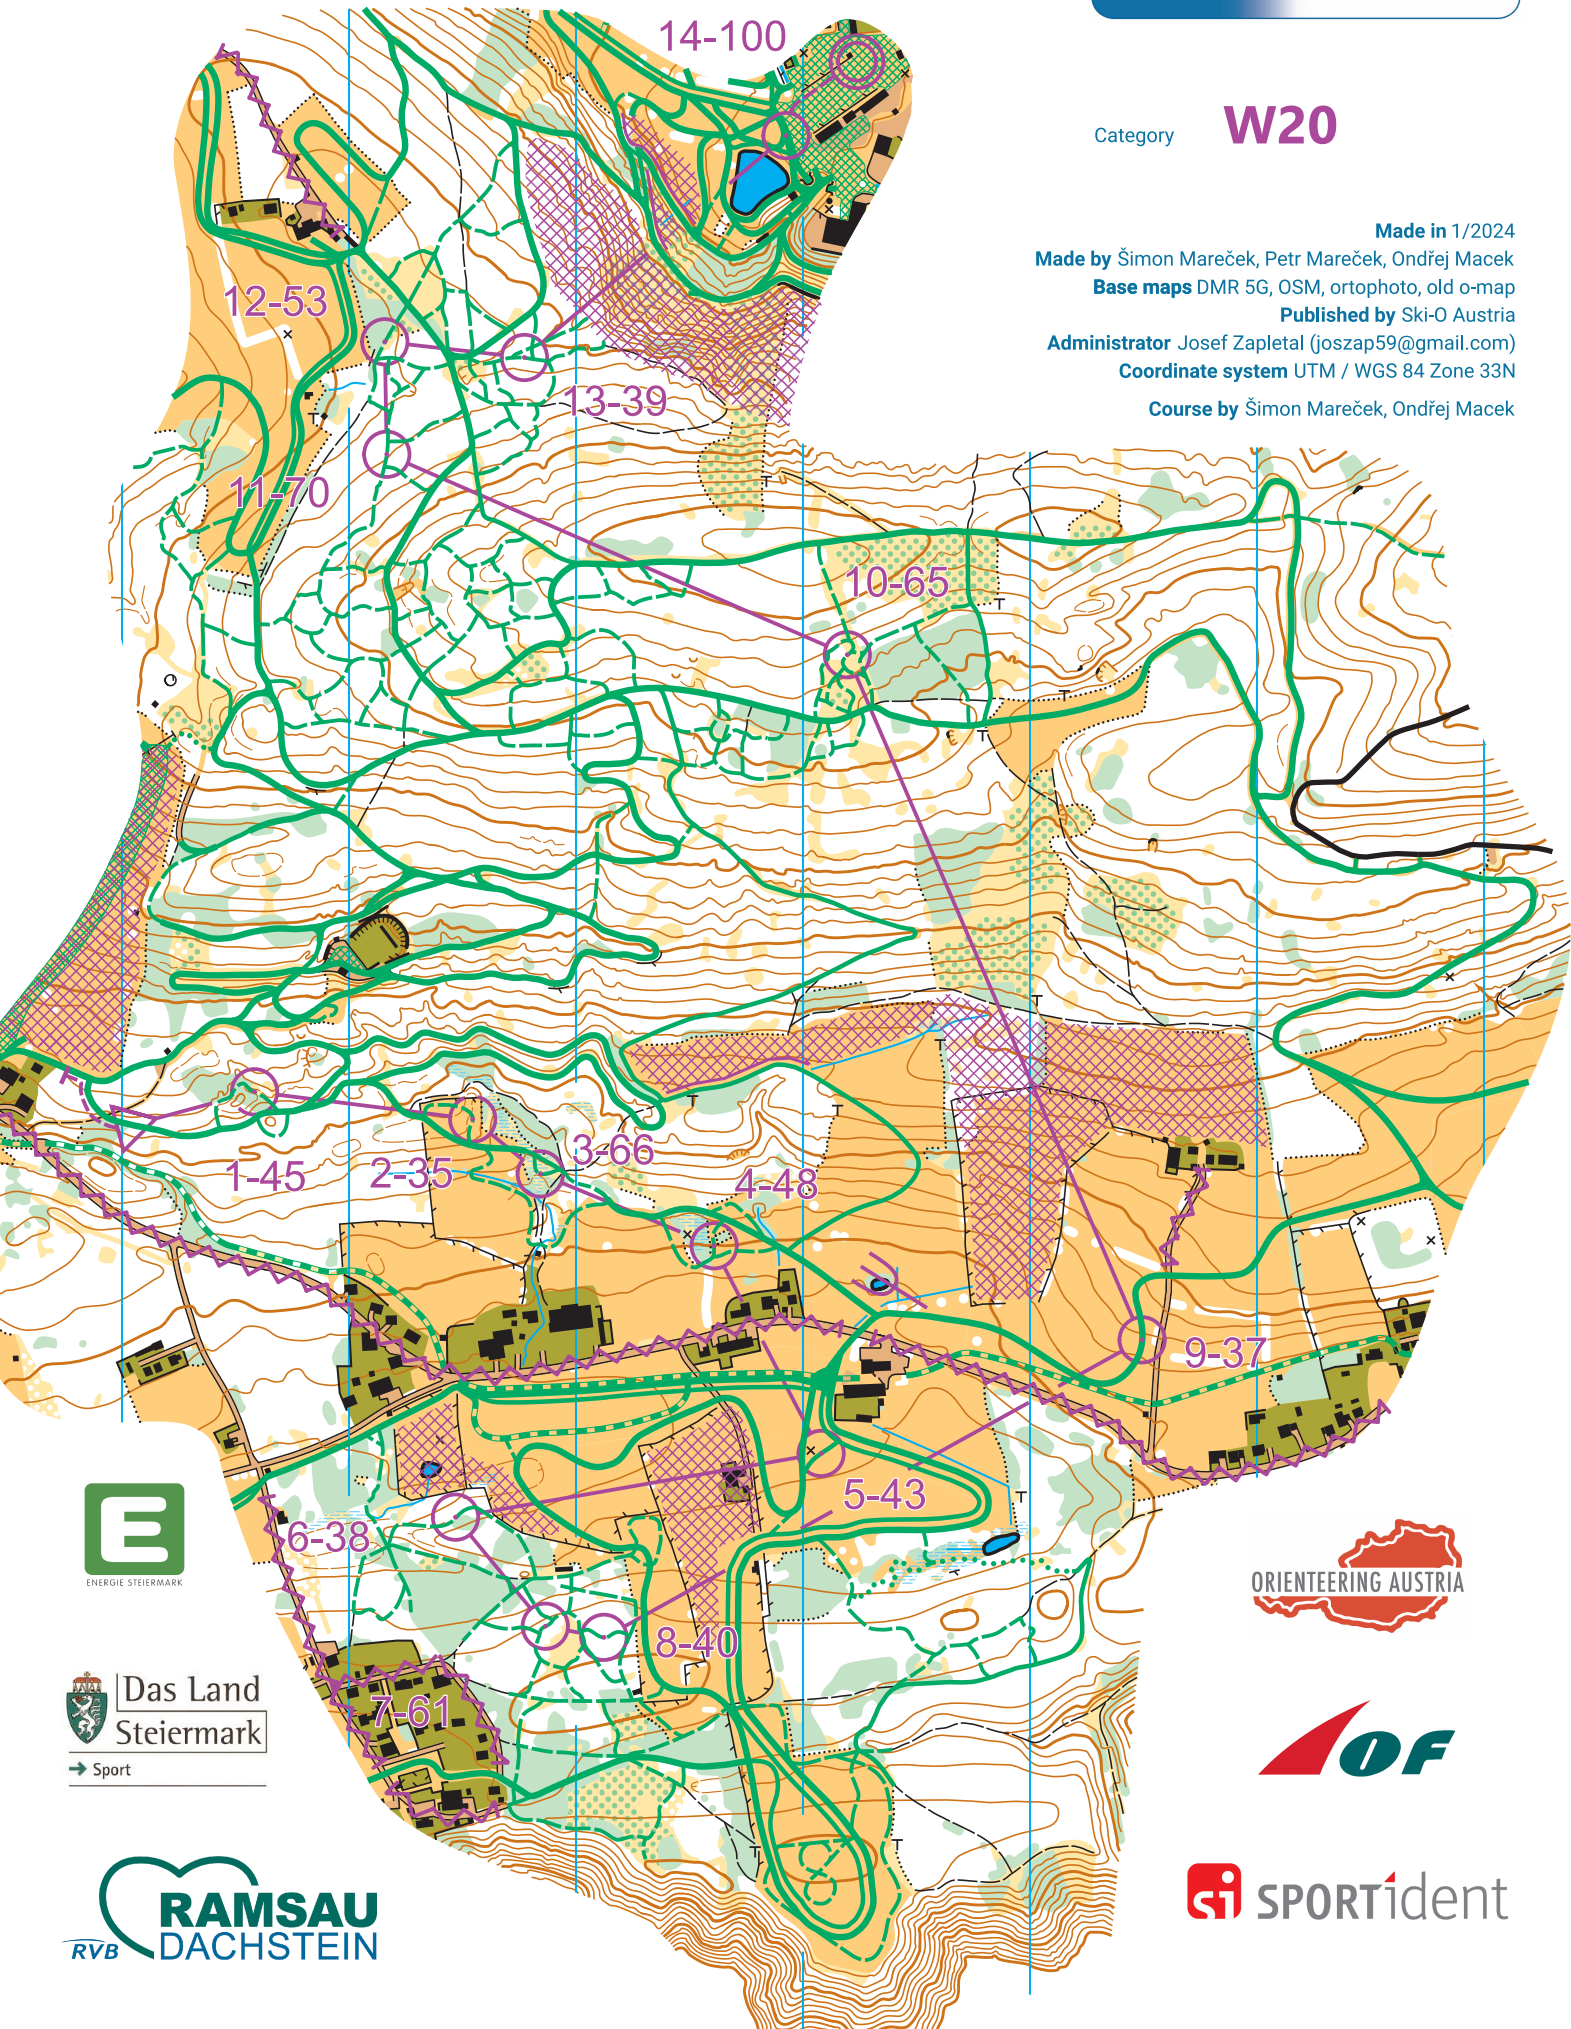 14-100
Category W20
Made in 1/2024
Made by Šimon Mareček, Petr Mareček, Ondřej Macek
Base maps DMR 5G, OSM, ortophoto, old o-map
Published by Ski-O Austria
Administrator Josef Zapletal (joszap59@gmail.com)
Coordinate system UTM / WGS 84 Zone 33N
Course by Šimon Mareček, Ondřej Macek
12-53
13-39
11-70
10-65
3-66
1-45
2-35
4-48
9-37
5-43
6-38
8-40
7-61
E
ENERGIE STEIERMARK
Das Land
Steiermark
→ Sport
RVB
RAMSAU
DACHSTEIN
ORIENTEERING AUSTRIA
IOF
si SPORTident